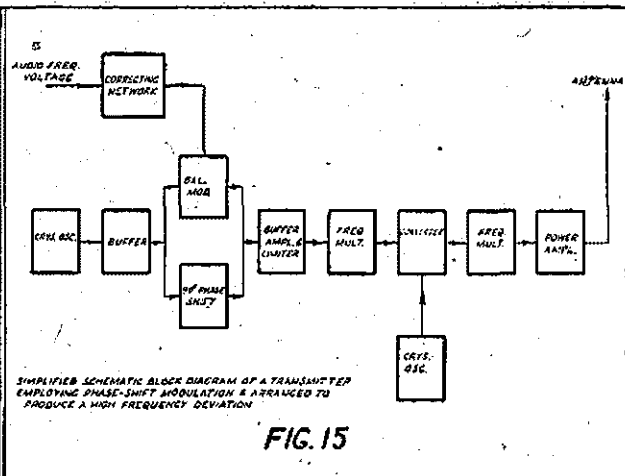 AUDIO FREQ.
VOLTAGE
CORRECTING
NETWORK
ANTENNA
BAL.
MOD
CRYS. OSC.
BUFFER
90° PHASE
SHIFT
BUFFER
AMPL. &
LIMITER
FREQ
MULT.
CONVERTER
FREQ.
MULT.
POWER
AMPL.
CRYS.
OSC.
SIMPLIFIED SCHEMATIC BLOCK DIAGRAM OF A TRANSMITTER
EMPLOYING PHASE-SHIFT MODULATION & ARRANGED TO
PRODUCE A HIGH FREQUENCY DEVIATION
FIG. 15